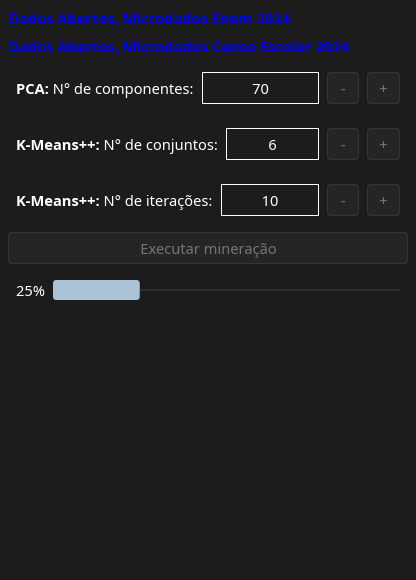 Dados Abertos, Microdados Enem 2024
Dados Abertos, Microdados Censo Escolar 2024
PCA: N° de componentes: 70 - +
K-Means++: N° de conjuntos: 6 - +
K-Means++: N° de iterações: 10 - +
Executar mineração
25%